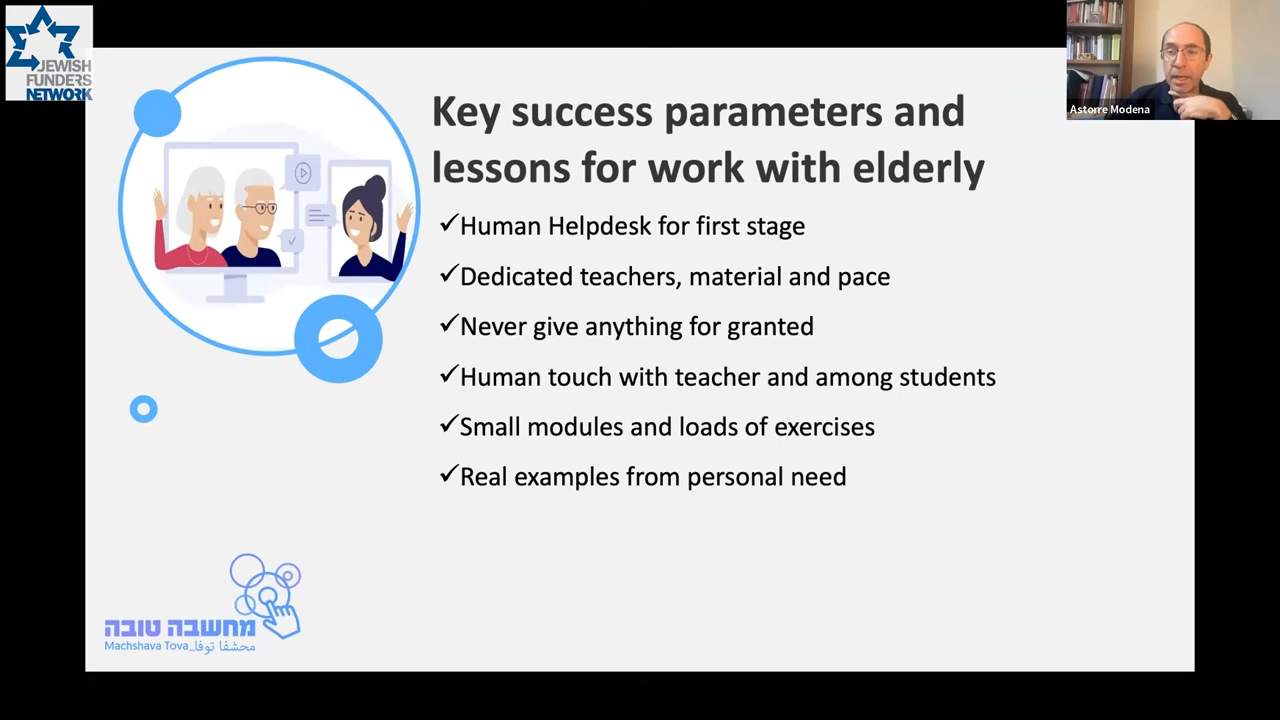 JEWISH
FUNDERS
NETWORK
Astorre Modena
Key success parameters and
lessons for work with elderly
✓Human Helpdesk for first stage
✓Dedicated teachers, material and pace
✓Never give anything for granted
✓Human touch with teacher and among students
✓Small modules and loads of exercises
✓Real examples from personal need
מחשבה טובה
Machshava Tova_محشفا توفا